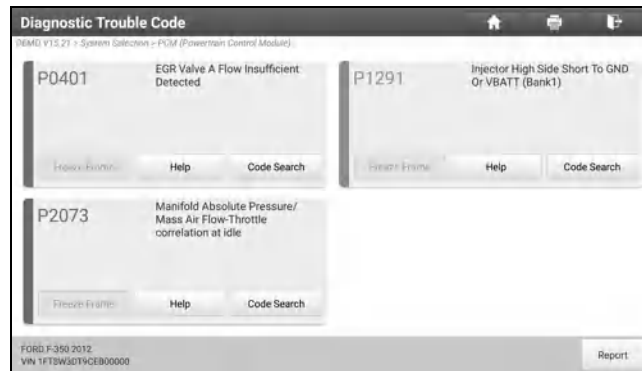 Diagnostic Trouble Code
DEMO V15.21 > System Selection > PCM (Powertrain Control Module)
P0401
EGR Valve A Flow Insufficient
Detected
Freeze Frame
Help
Code Search
P1291
Injector High Side Short To GND
Or VBATT (Bank1)
Freeze Frame
Help
Code Search
P2073
Manifold Absolute Pressure/
Mass Air Flow-Throttle
correlation at idle
Freeze Frame
Help
Code Search
FORD F-350 2012
VIN 1FT8W3DT9CEB00000
Report